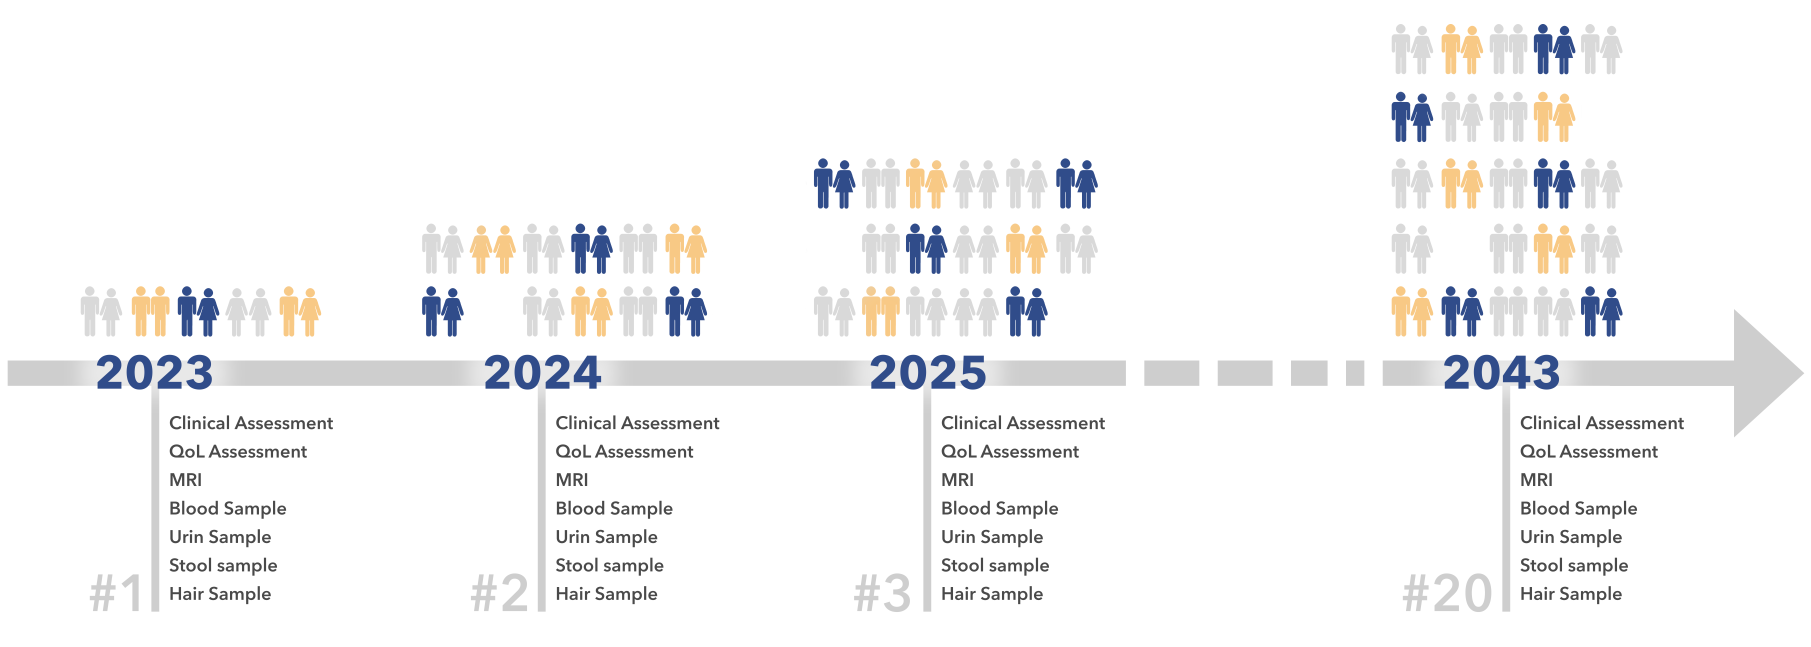 2023
Clinical Assessment
QoL Assessment
MRI
Blood Sample
Urin Sample
Stool sample
Hair Sample
#1
2024
Clinical Assessment
QoL Assessment
MRI
Blood Sample
Urin Sample
Stool sample
Hair Sample
#2
2025
Clinical Assessment
QoL Assessment
MRI
Blood Sample
Urin Sample
Stool sample
Hair Sample
#3
2043
Clinical Assessment
QoL Assessment
MRI
Blood Sample
Urin Sample
Stool sample
Hair Sample
#20